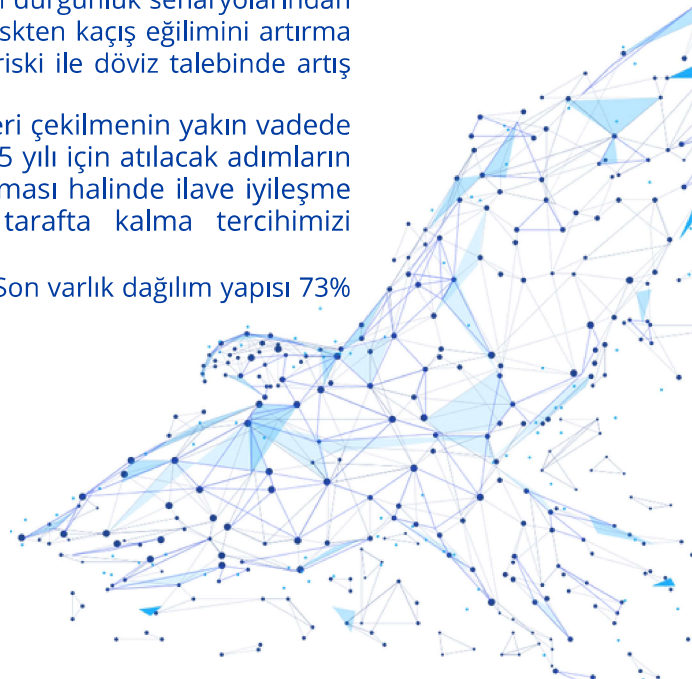 durgunluk senaryolarından
kten kaçış eğilimini artırma
riski ile döviz talebinde artış
eri çekilmenin yakın vadede
5 yılı için atılacak adımların
ması halinde ilave iyileşme
tarafta kalma tercihimizi
Son varlık dağılım yapısı 73%